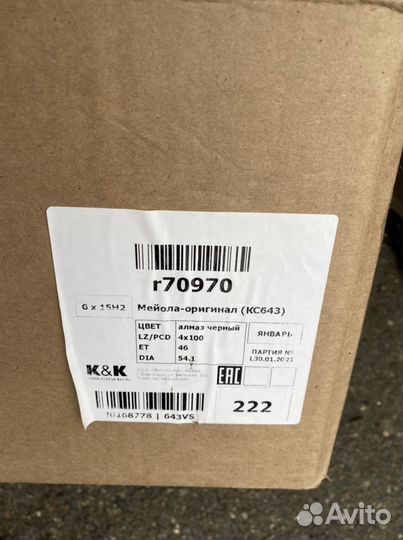 r70970
6 x 15H2 Мейола-оригинал (КС643)
ЦВЕТ алмаз черный
LZ/PCD 4x100
ET 46
DIA 54.1
ЯНВАРЬ
ПАРТИЯ №
K&K
EAC
222
643VS
Avito